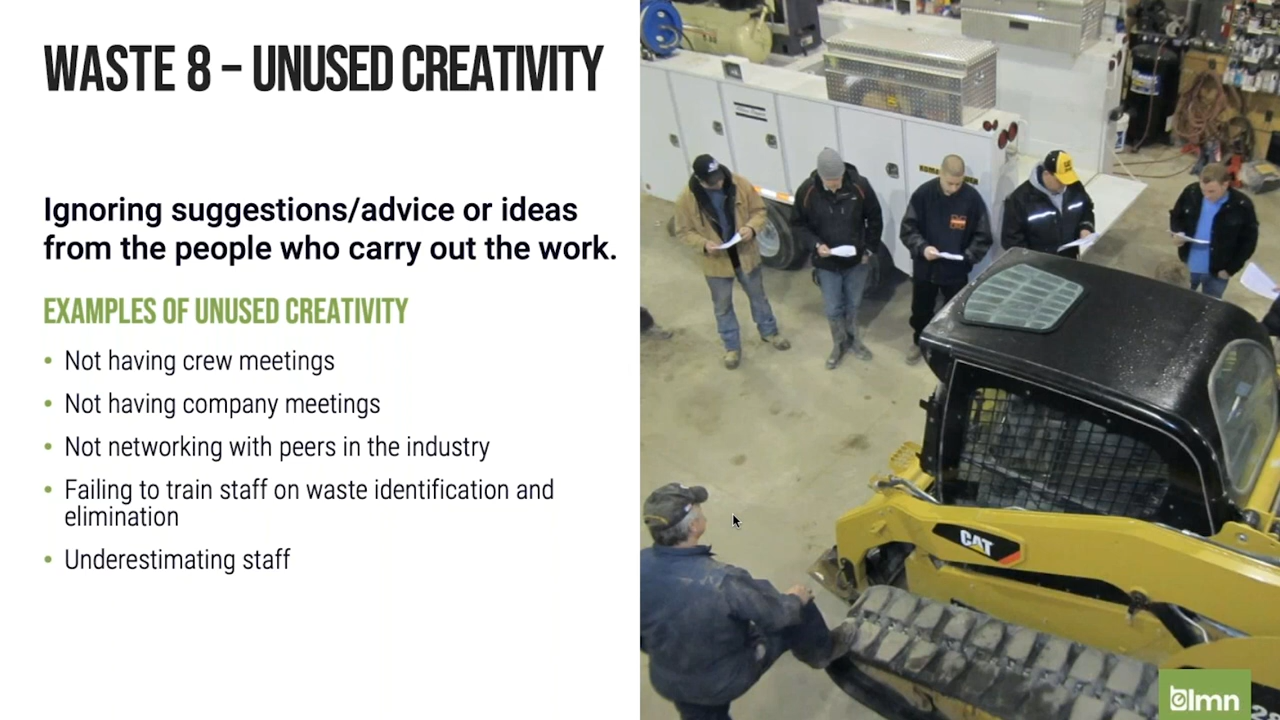 WASTE 8 – UNUSED CREATIVITY
Ignoring suggestions/advice or ideas
from the people who carry out the work.
EXAMPLES OF UNUSED CREATIVITY
• Not having crew meetings
• Not having company meetings
• Not networking with peers in the industry
• Failing to train staff on waste identification and
elimination
• Underestimating staff
CAT
lmn